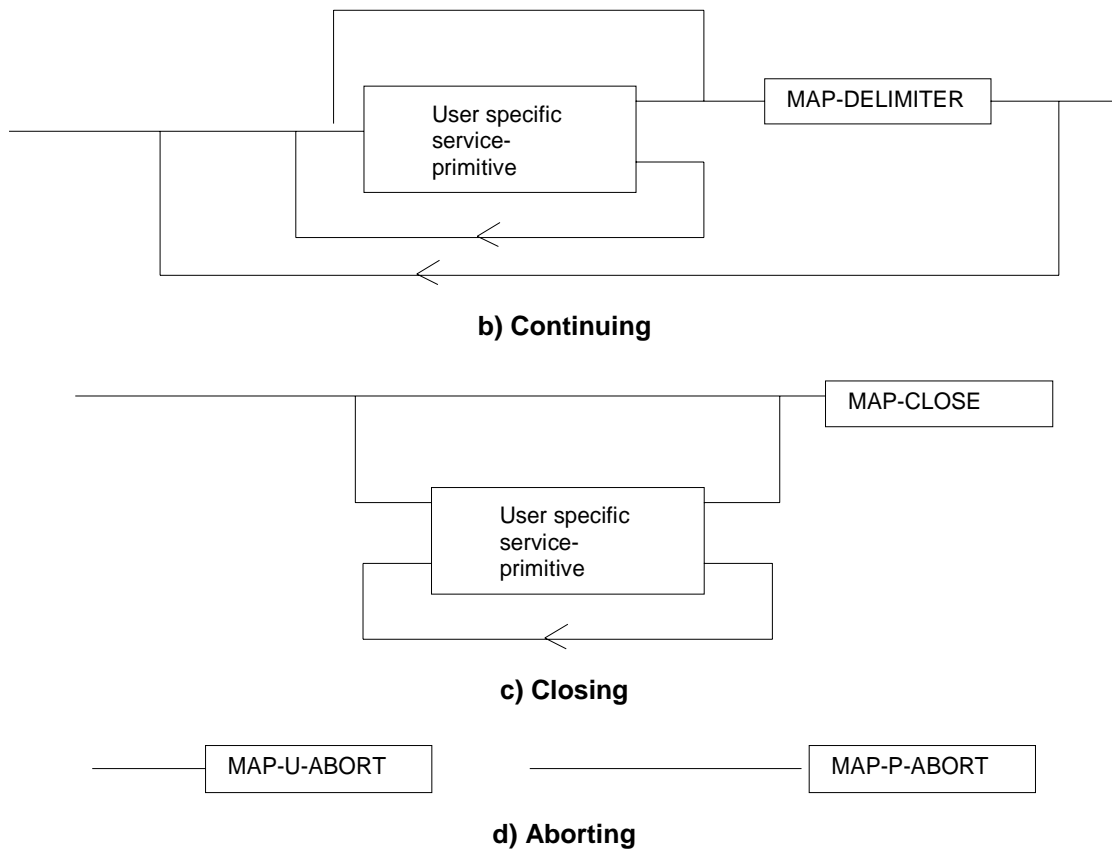 User specific
service-
primitive
MAP-DELIMITER
b) Continuing
MAP-CLOSE
User specific
service-
primitive
c) Closing
MAP-U-ABORT
MAP-P-ABORT
d) Aborting